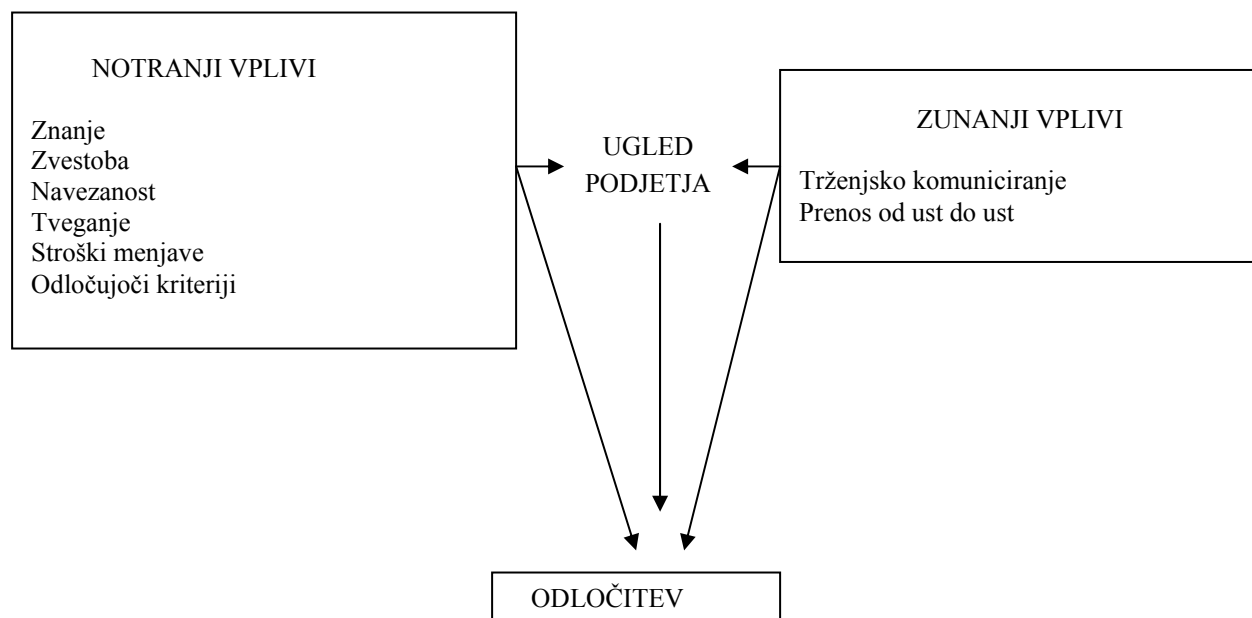 NOTRANJI VPLIVI
Znanje
Zvestoba
Navezanost
Tveganje
Stroški menjave
Odločujoči kriteriji
UGLED
PODJETJA
ZUNANJI VPLIVI
Trženjsko komuniciranje
Prenos od ust do ust
ODLOČITEV